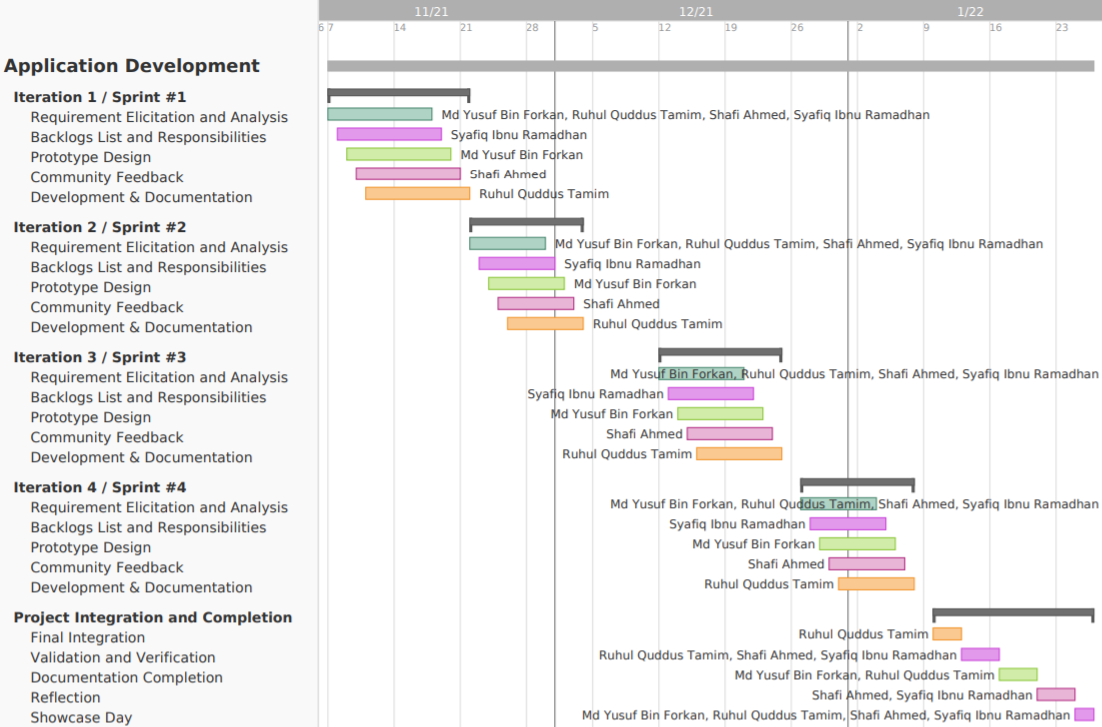 11/21 12/21 1/22
6 7 14 21 28 5 12 19 26 2 9 16 23
Application Development
Iteration 1 / Sprint #1
Requirement Elicitation and Analysis Md Yusuf Bin Forkan, Ruhul Quddus Tamim, Shafi Ahmed, Syafiq Ibnu Ramadhan
Backlogs List and Responsibilities Syafiq Ibnu Ramadhan
Prototype Design Md Yusuf Bin Forkan
Community Feedback Shafi Ahmed
Development & Documentation Ruhul Quddus Tamim
Iteration 2 / Sprint #2
Requirement Elicitation and Analysis Md Yusuf Bin Forkan, Ruhul Quddus Tamim, Shafi Ahmed, Syafiq Ibnu Ramadhan
Backlogs List and Responsibilities Syafiq Ibnu Ramadhan
Prototype Design Md Yusuf Bin Forkan
Community Feedback Shafi Ahmed
Development & Documentation Ruhul Quddus Tamim
Iteration 3 / Sprint #3
Requirement Elicitation and Analysis Md Yusuf Bin Forkan, Ruhul Quddus Tamim, Shafi Ahmed, Syafiq Ibnu Ramadhan
Backlogs List and Responsibilities Syafiq Ibnu Ramadhan
Prototype Design Md Yusuf Bin Forkan
Community Feedback Shafi Ahmed
Development & Documentation Ruhul Quddus Tamim
Iteration 4 / Sprint #4
Requirement Elicitation and Analysis Md Yusuf Bin Forkan, Ruhul Quddus Tamim, Shafi Ahmed, Syafiq Ibnu Ramadhan
Backlogs List and Responsibilities Syafiq Ibnu Ramadhan
Prototype Design Md Yusuf Bin Forkan
Community Feedback Shafi Ahmed
Development & Documentation Ruhul Quddus Tamim
Project Integration and Completion
Final Integration Ruhul Quddus Tamim
Validation and Verification Ruhul Quddus Tamim, Shafi Ahmed, Syafiq Ibnu Ramadhan
Documentation Completion Md Yusuf Bin Forkan, Ruhul Quddus Tamim
Reflection Shafi Ahmed, Syafiq Ibnu Ramadhan
Showcase Day Md Yusuf Bin Forkan, Ruhul Quddus Tamim, Shafi Ahmed, Syafiq Ibnu Ramadhan